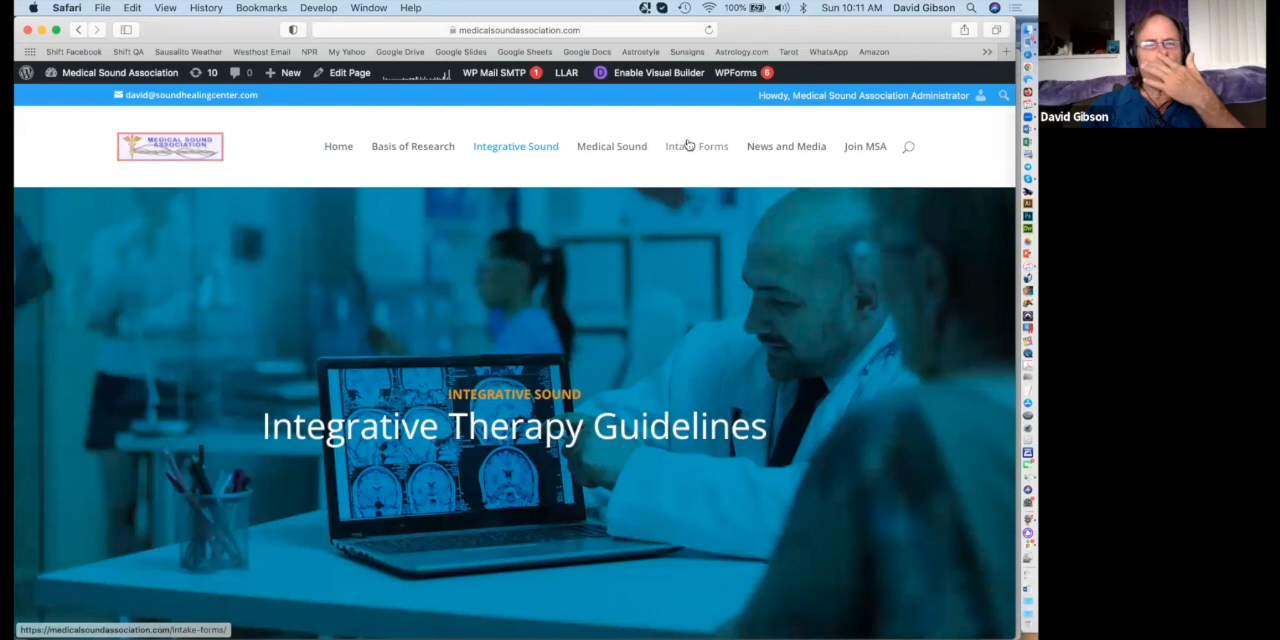 Safari File Edit View History Bookmarks Develop Window Help 100% Sun 10:11 AM David Gibson
medicalsoundassociation.com
Shift Facebook Shift QA Sausalito Weather Westhost Email NPR My Yahoo Google Drive Google Slides Google Sheets Google Docs Astrostyle Sunsigns Astrology.com Tarot WhatsApp Amazon
Medical Sound Association 10 0 New Edit Page WP Mail SMTP 1 LLAR D Enable Visual Builder WPForms 6
david@soundhealingcenter.com Howdy, Medical Sound Association Administrator
David Gibson
MEDICAL SOUND
ASSOCIATION
Home Basis of Research Integrative Sound Medical Sound Intake Forms News and Media Join MSA
INTEGRATIVE SOUND
Integrative Therapy Guidelines
https://medicalsoundassociation.com/intake-forms/